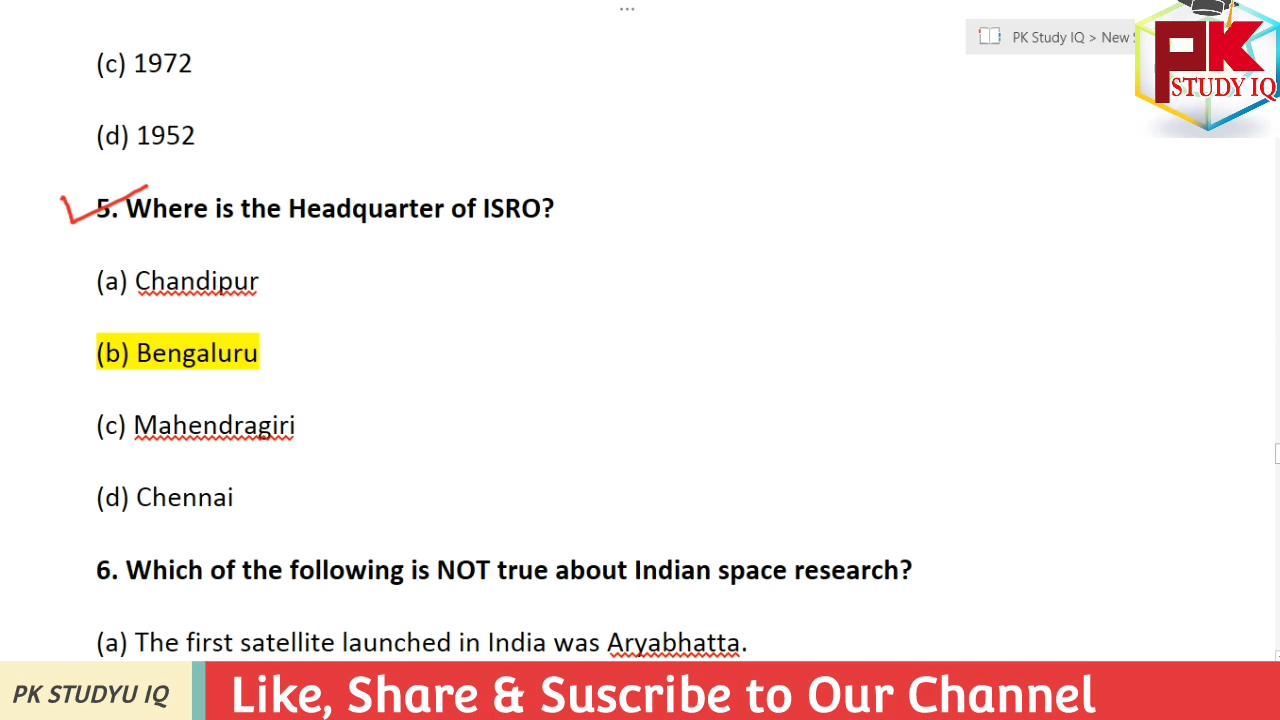 ...
PK Study IQ > New
PK
STUDY IQ
(c) 1972
(d) 1952
5. Where is the Headquarter of ISRO?
(a) Chandipur
(b) Bengaluru
(c) Mahendragiri
(d) Chennai
6. Which of the following is NOT true about Indian space research?
(a) The first satellite launched in India was Aryabhatta.
PK STUDYU IQ
Like, Share & Suscribe to Our Channel